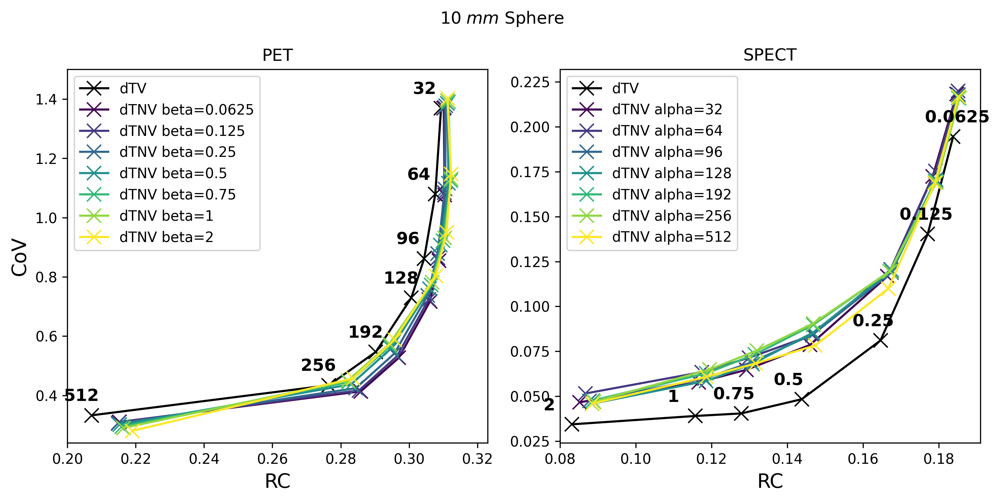 10 mm Sphere
PET
CoV
1.4
1.2
1.0
0.8
0.6
0.4
0.20 0.22 0.24 0.26 0.28 0.30 0.32
RC
dTV
dTNV beta=0.0625
dTNV beta=0.125
dTNV beta=0.25
dTNV beta=0.5
dTNV beta=0.75
dTNV beta=1
dTNV beta=2
32
64
96
128
192
256
512
SPECT
0.225
0.200
0.175
0.150
0.125
0.100
0.075
0.050
0.025
0.08 0.10 0.12 0.14 0.16 0.18
RC
dTV
dTNV alpha=32
dTNV alpha=64
dTNV alpha=96
dTNV alpha=128
dTNV alpha=192
dTNV alpha=256
dTNV alpha=512
0.0625
0.125
0.25
0.5
0.75
1
2